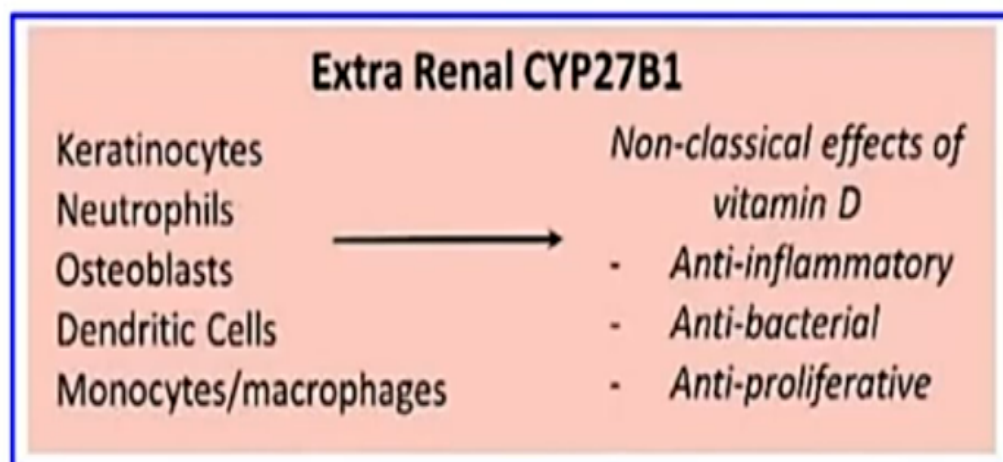 Extra Renal CYP27B1
Keratinocytes
Neutrophils
Osteoblasts
Dendritic Cells
Monocytes/macrophages
Non-classical effects of
vitamin D
- Anti-inflammatory
- Anti-bacterial
- Anti-proliferative